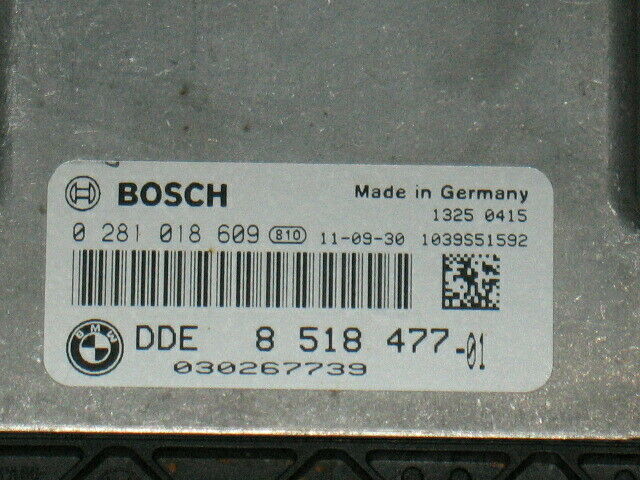 BOSCH
Made in Germany
1325 0415
0 281 018 609 810 11-09-30 1039S51592
BMW
DDE 8 518 477-01
030267739